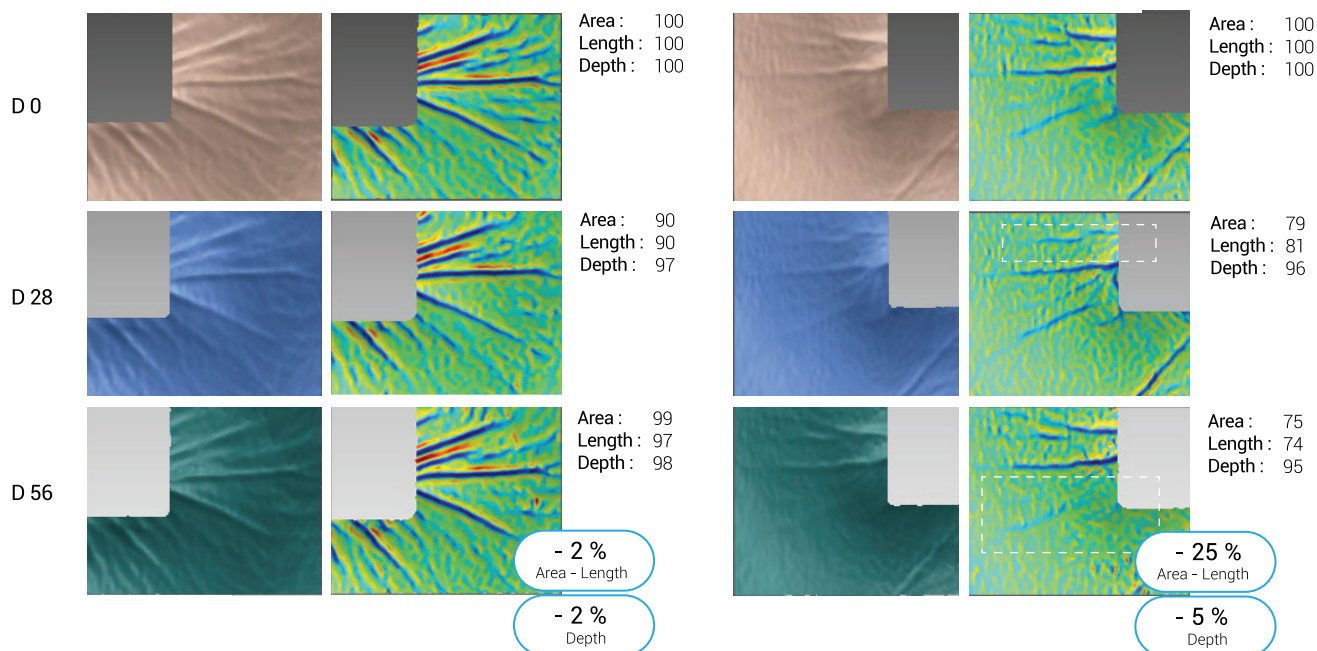 D 0
Area : 100
Length : 100
Depth : 100
Area : 100
Length : 100
Depth : 100
D 28
Area : 90
Length : 90
Depth : 97
Area : 79
Length : 81
Depth : 96
D 56
Area : 99
Length : 97
Depth : 98
Area : 75
Length : 74
Depth : 95
- 2 %
Area - Length
- 2 %
Depth
- 25 %
Area - Length
- 5 %
Depth